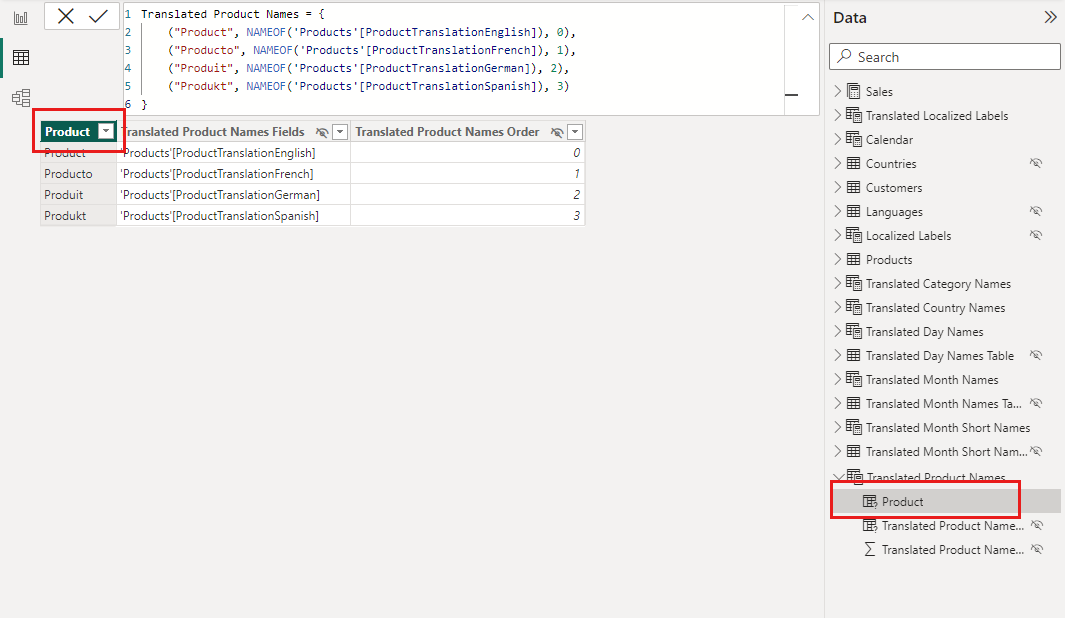 1 Translated Product Names = {
2 ("Product", NAMEOF('Products'[ProductTranslationEnglish]), 0),
3 ("Producto", NAMEOF('Products'[ProductTranslationFrench]), 1),
4 ("Produit", NAMEOF('Products'[ProductTranslationGerman]), 2),
5 ("Produkt", NAMEOF('Products'[ProductTranslationSpanish]), 3)
6 }
Product Translated Product Names Fields Translated Product Names Order
Product 'Products'[ProductTranslationEnglish] 0
Producto 'Products'[ProductTranslationFrench] 1
Produit 'Products'[ProductTranslationGerman] 2
Produkt 'Products'[ProductTranslationSpanish] 3
Data
Search
Sales
Translated Localized Labels
Calendar
Countries
Customers
Languages
Localized Labels
Products
Translated Category Names
Translated Country Names
Translated Day Names
Translated Day Names Table
Translated Month Names
Translated Month Names Ta...
Translated Month Short Names
Translated Month Short Nam...
Translated Product Names
Product
Translated Product Name...
Translated Product Name...